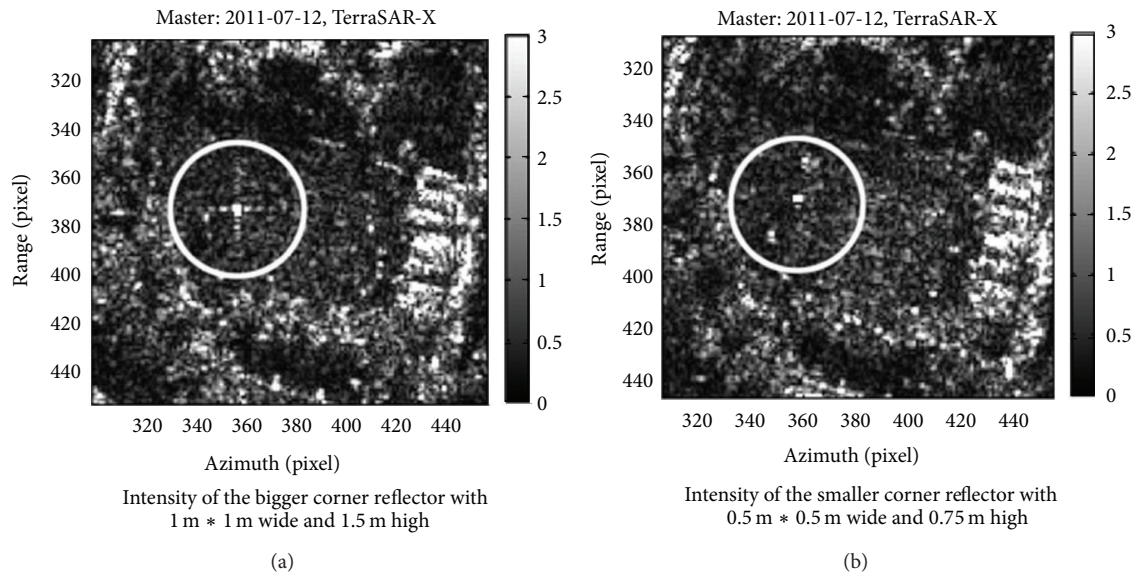 Master: 2011-07-12, TerraSAR-X
320
340
360
380
400
420
440
Range (pixel)
320 340 360 380 400 420 440
Azimuth (pixel)
3
2.5
2
1.5
1
0.5
0
Intensity of the bigger corner reflector with
1 m ∗ 1 m wide and 1.5 m high
(a)
Master: 2011-07-12, TerraSAR-X
320
340
360
380
400
420
440
Range (pixel)
320 340 360 380 400 420 440
Azimuth (pixel)
3
2.5
2
1.5
1
0.5
0
Intensity of the smaller corner reflector with
0.5 m ∗ 0.5 m wide and 0.75 m high
(b)